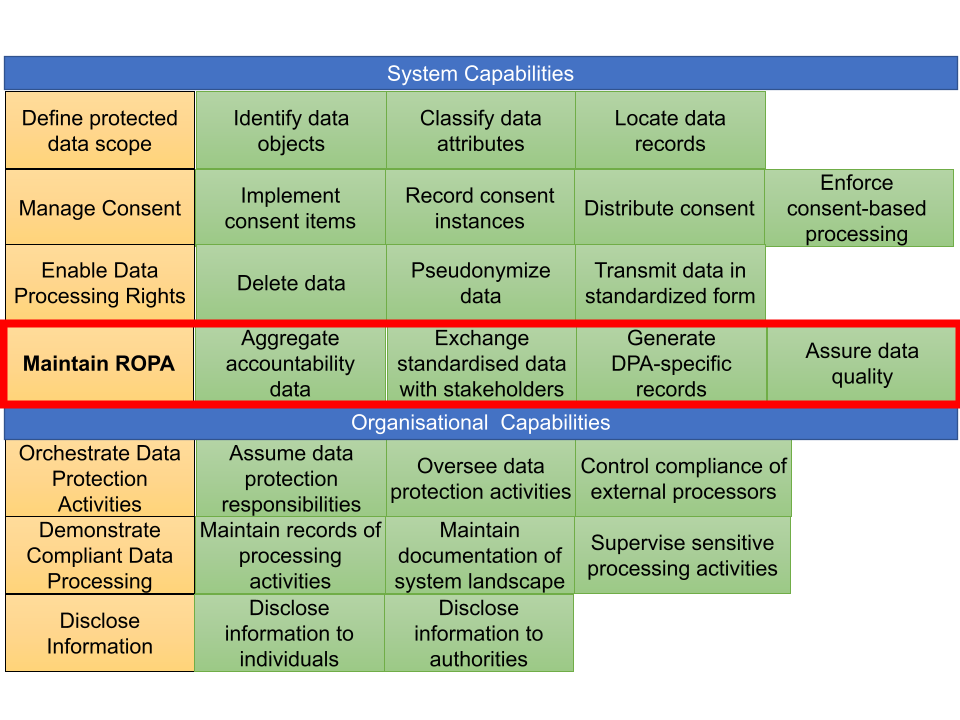 System Capabilities
Define protected
data scope
Identify data
objects
Classify data
attributes
Locate data
records
Manage Consent
Implement
consent items
Record consent
instances
Distribute consent
Enforce
consent-based
processing
Enable Data
Processing Rights
Delete data
Pseudonymize
data
Transmit data in
standardized form
Maintain ROPA
Aggregate
accountability
data
Exchange
standardised data
with stakeholders
Generate
DPA-specific
records
Assure data
quality
Organisational Capabilities
Orchestrate Data
Protection
Activities
Assume data
protection
responsibilities
Oversee data
protection activities
Control compliance of
external processors
Demonstrate
Compliant Data
Processing
Maintain records of
processing
activities
Maintain
documentation of
system landscape
Supervise sensitive
processing activities
Disclose
Information
Disclose
information to
individuals
Disclose
information to
authorities